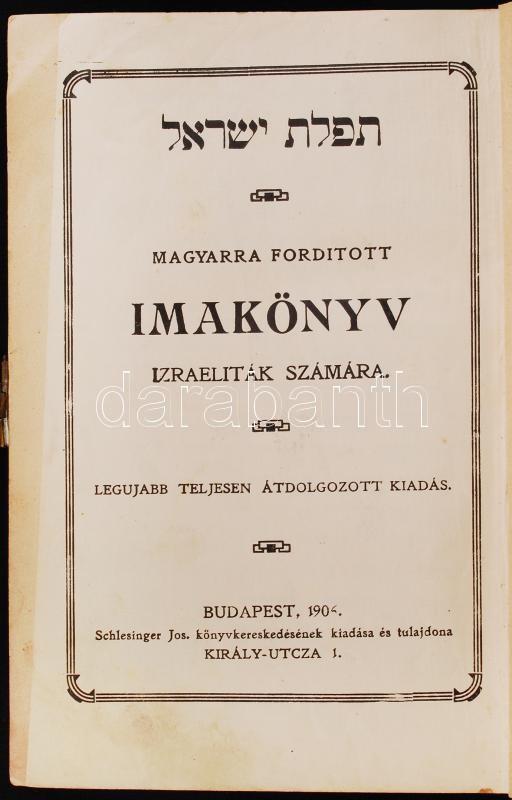 תפלת ישראל
MAGYARRA FORDITOTT
IMAKÖNYV
IZRAELITÁK SZÁMÁRA.
darabanth
LEGUJABB TELJESEN ÁTDOLGOZOTT KIADÁS.
BUDAPEST,
Schlesinger Jos. könyvkereskedésének kiadása és tulajdona
KIRÁLY-UTCZA 1.